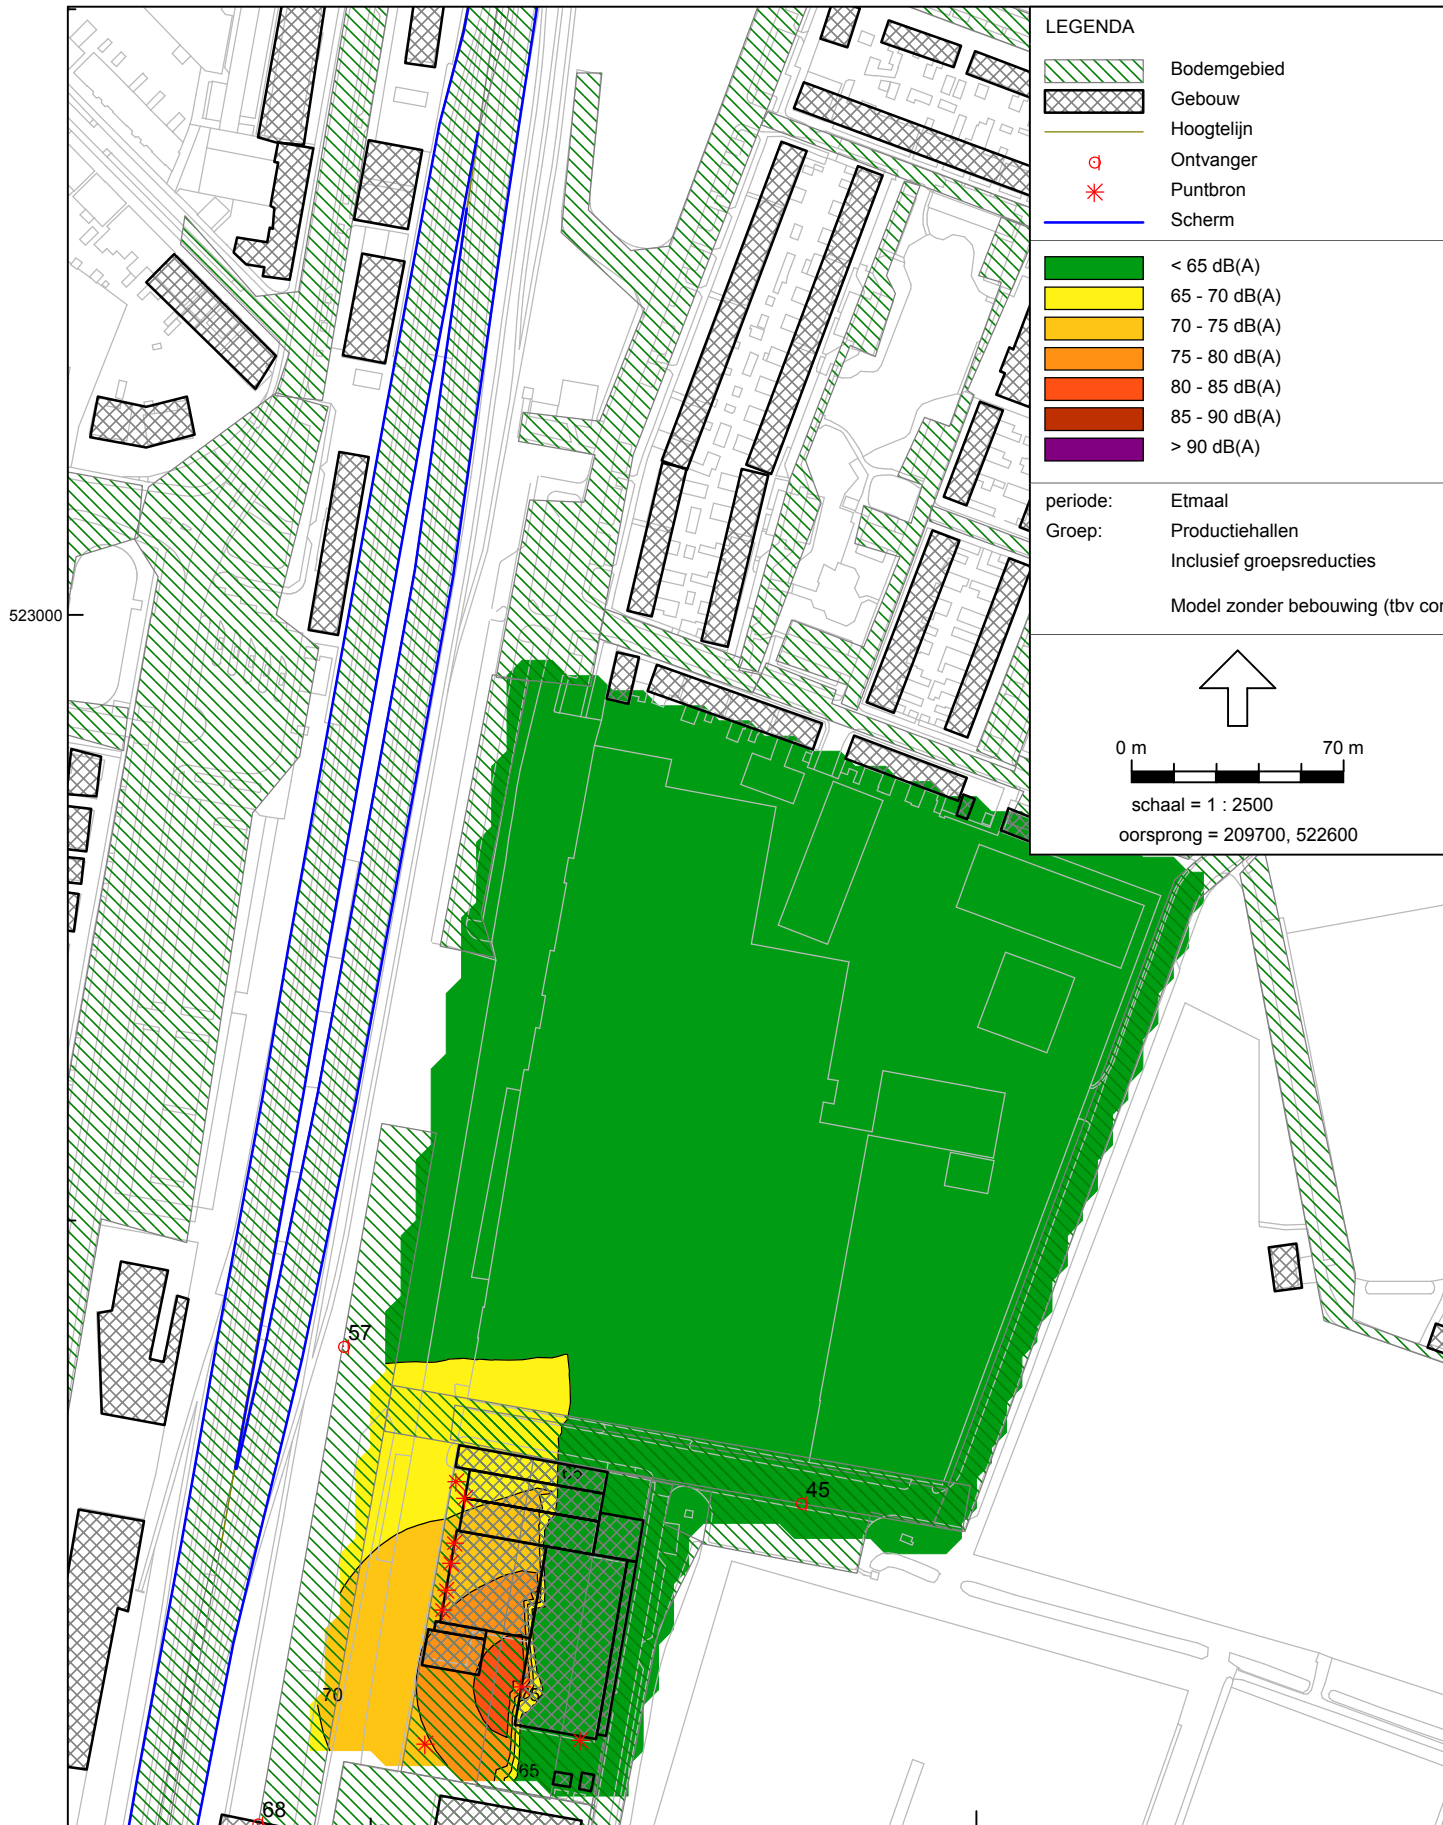 LEGENDA
Bodemgebied
Gebouw
Hoogtelijn
Ontvanger
Puntbron
Scherm
< 65 dB(A)
65 - 70 dB(A)
70 - 75 dB(A)
75 - 80 dB(A)
80 - 85 dB(A)
85 - 90 dB(A)
> 90 dB(A)
periode: Etmaal
Groep: Productiehallen
Inclusief groepsreducties
Model zonder bebouwing (tbv
0 m 70 m
schaal = 1 : 2500
oorsprong = 209700, 522600
523000
57
45
70
65
68